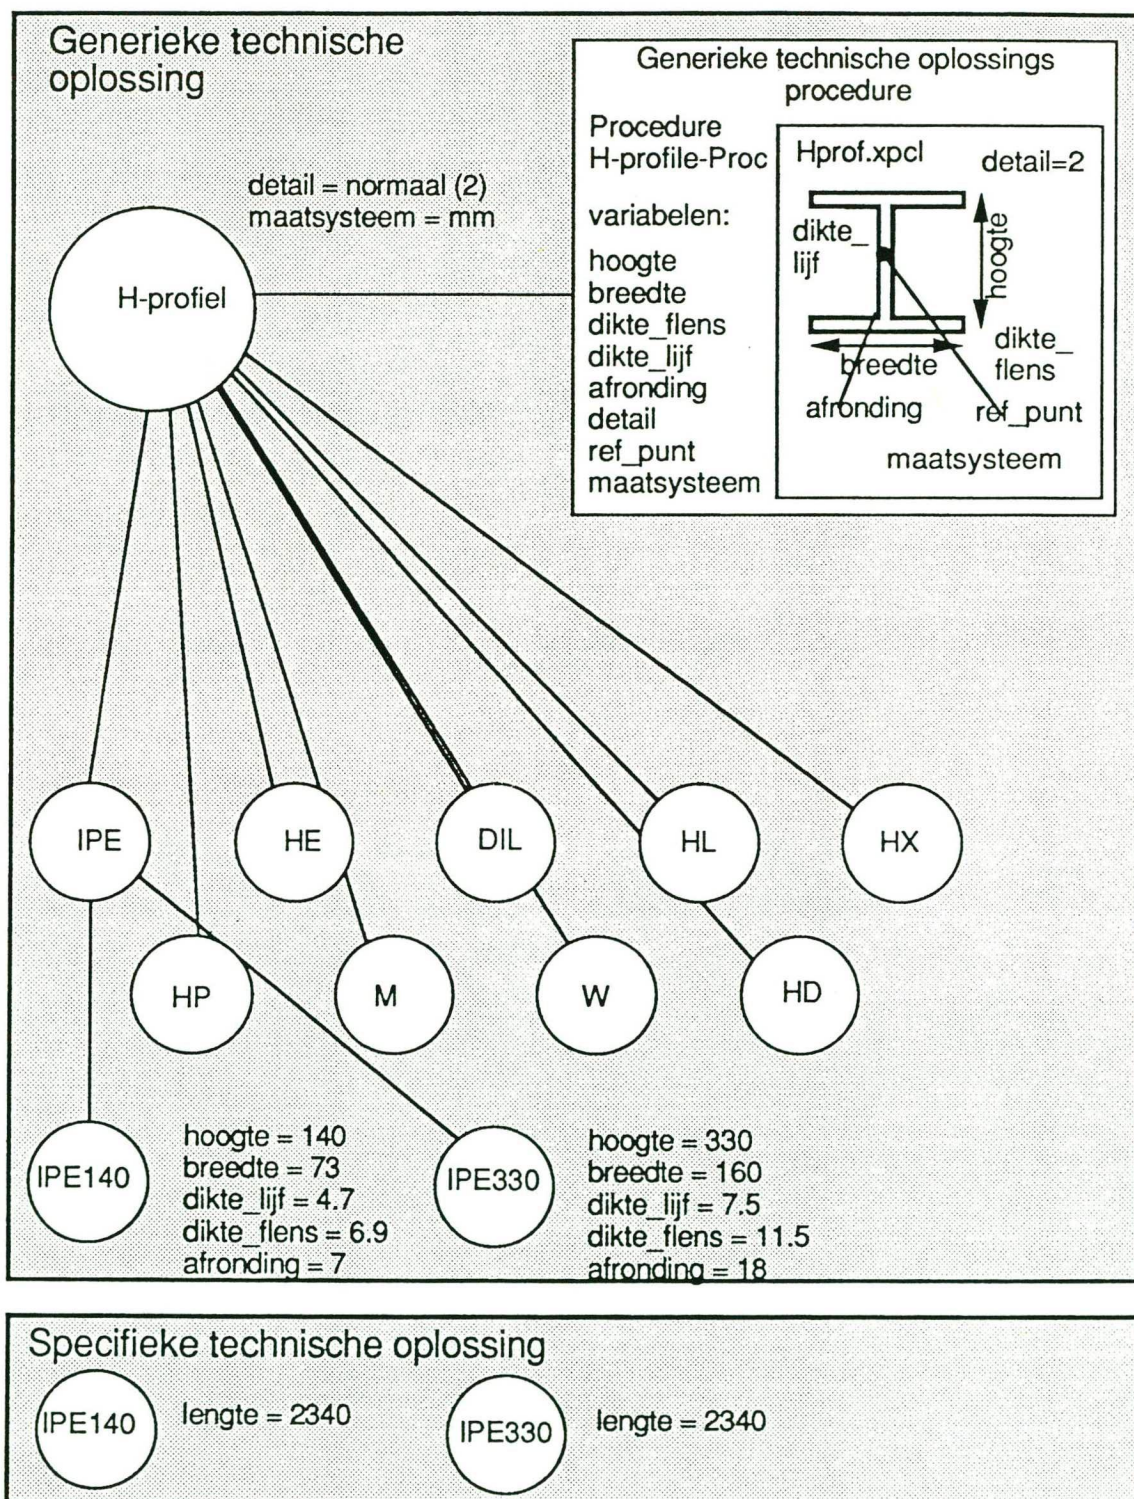 Generieke technische
oplossing
Generieke technische oplossings
procedure
Procedure
H-profile-Proc
variabelen:
hoogte
breedte
dikte_flens
dikte_lijf
afronding
detail
ref_punt
maatsysteem
Hprof.xpcl
detail=2
dikte_
lijf
hoogte
breedte
dikte_
flens
afronding
ref_punt
maatsysteem
detail = normaal (2)
maatsysteem = mm
H-profiel
IPE
HE
DIL
HL
HX
HP
M
W
HD
IPE140
hoogte = 140
breedte = 73
dikte_lijf = 4.7
dikte_flens = 6.9
afronding = 7
IPE330
hoogte = 330
breedte = 160
dikte_lijf = 7.5
dikte_flens = 11.5
afronding = 18
Specifieke technische oplossing
IPE140
lengte = 2340
IPE330
lengte = 2340